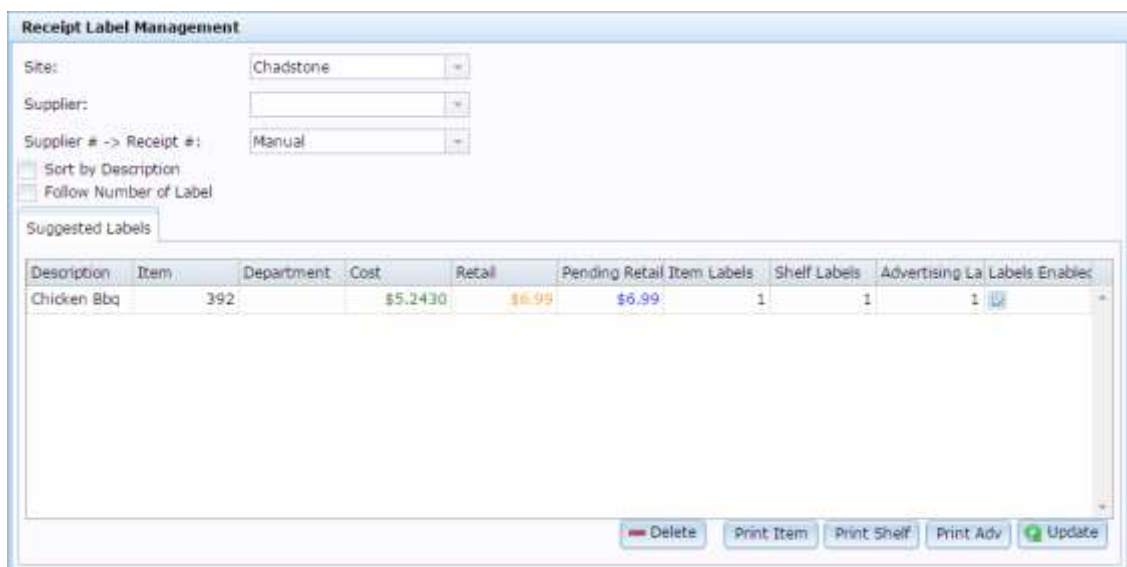 Receipt Label Management
Site: Chadstone
Supplier:
Supplier # -> Receipt #: Manual
Sort by Description
Follow Number of Label
Suggested Labels
Description Item Department Cost Retail Pending Retail Item Labels Shelf Labels Advertising La Labels Enabled
Chicken Bbq 392 $5.2430 $6.99 $6.99 1 1 1
Delete Print Item Print Shelf Print Adv Update